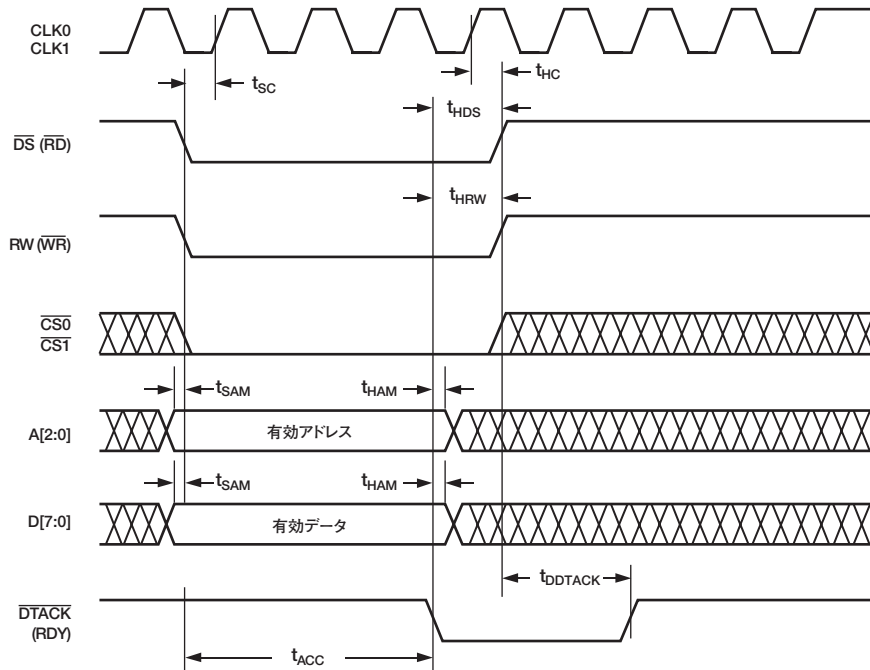 CLK0
CLK1
tSC
tHC
tHDS
DS (RD)
tHRW
RW (WR)
CS0
CS1
tSAM
tHAM
A[2:0]
有効アドレス
tSAM
tHAM
D[7:0]
有効データ
tDDTACK
DTACK
(RDY)
tACC